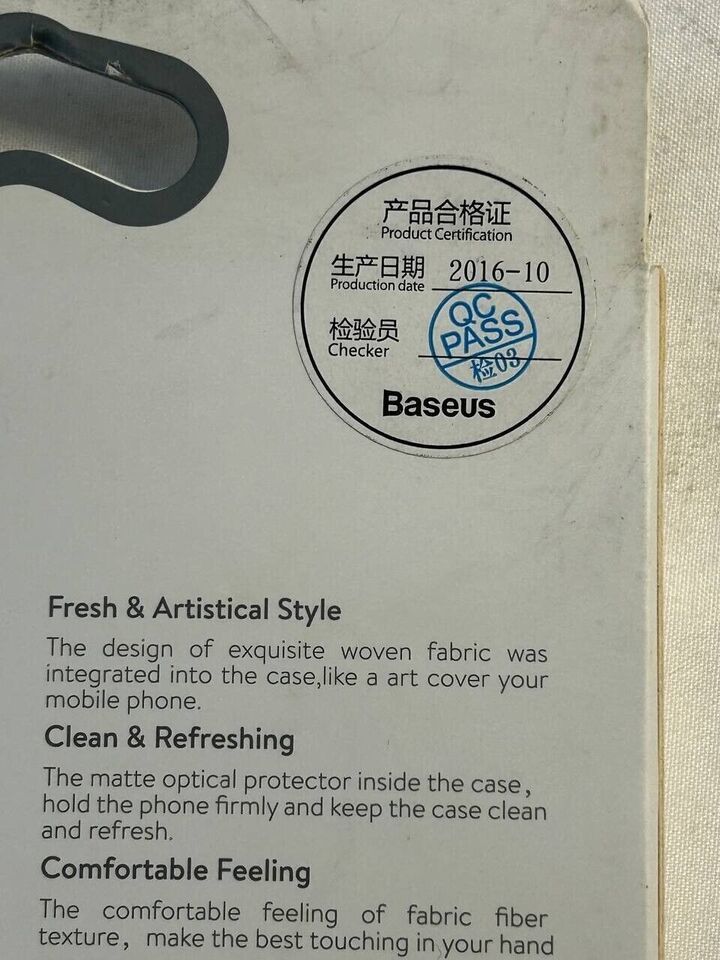 产品合格证
Product Certification
生产日期 2016-10
Production date
检验员
Checker
QC
PASS
检03
Baseus
Fresh & Artistical Style
The design of exquisite woven fabric was
integrated into the case,like a art cover your
mobile phone.
Clean & Refreshing
The matte optical protector inside the case,
hold the phone firmly and keep the case clean
and refresh.
Comfortable Feeling
The comfortable feeling of fabric fiber
texture, make the best touching in your hand